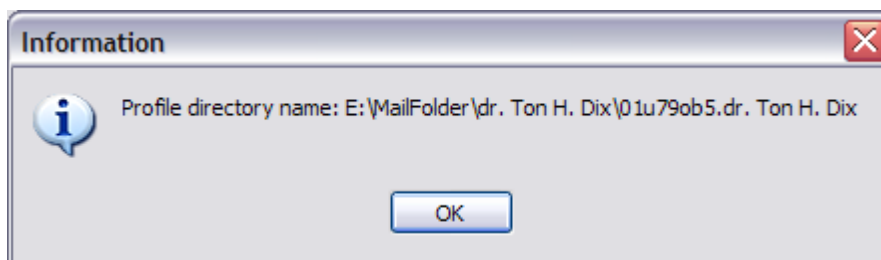 Information
Profile directory name: E:\MailFolder\dr. Ton H. Dix\01u79ob5.dr. Ton H. Dix
OK